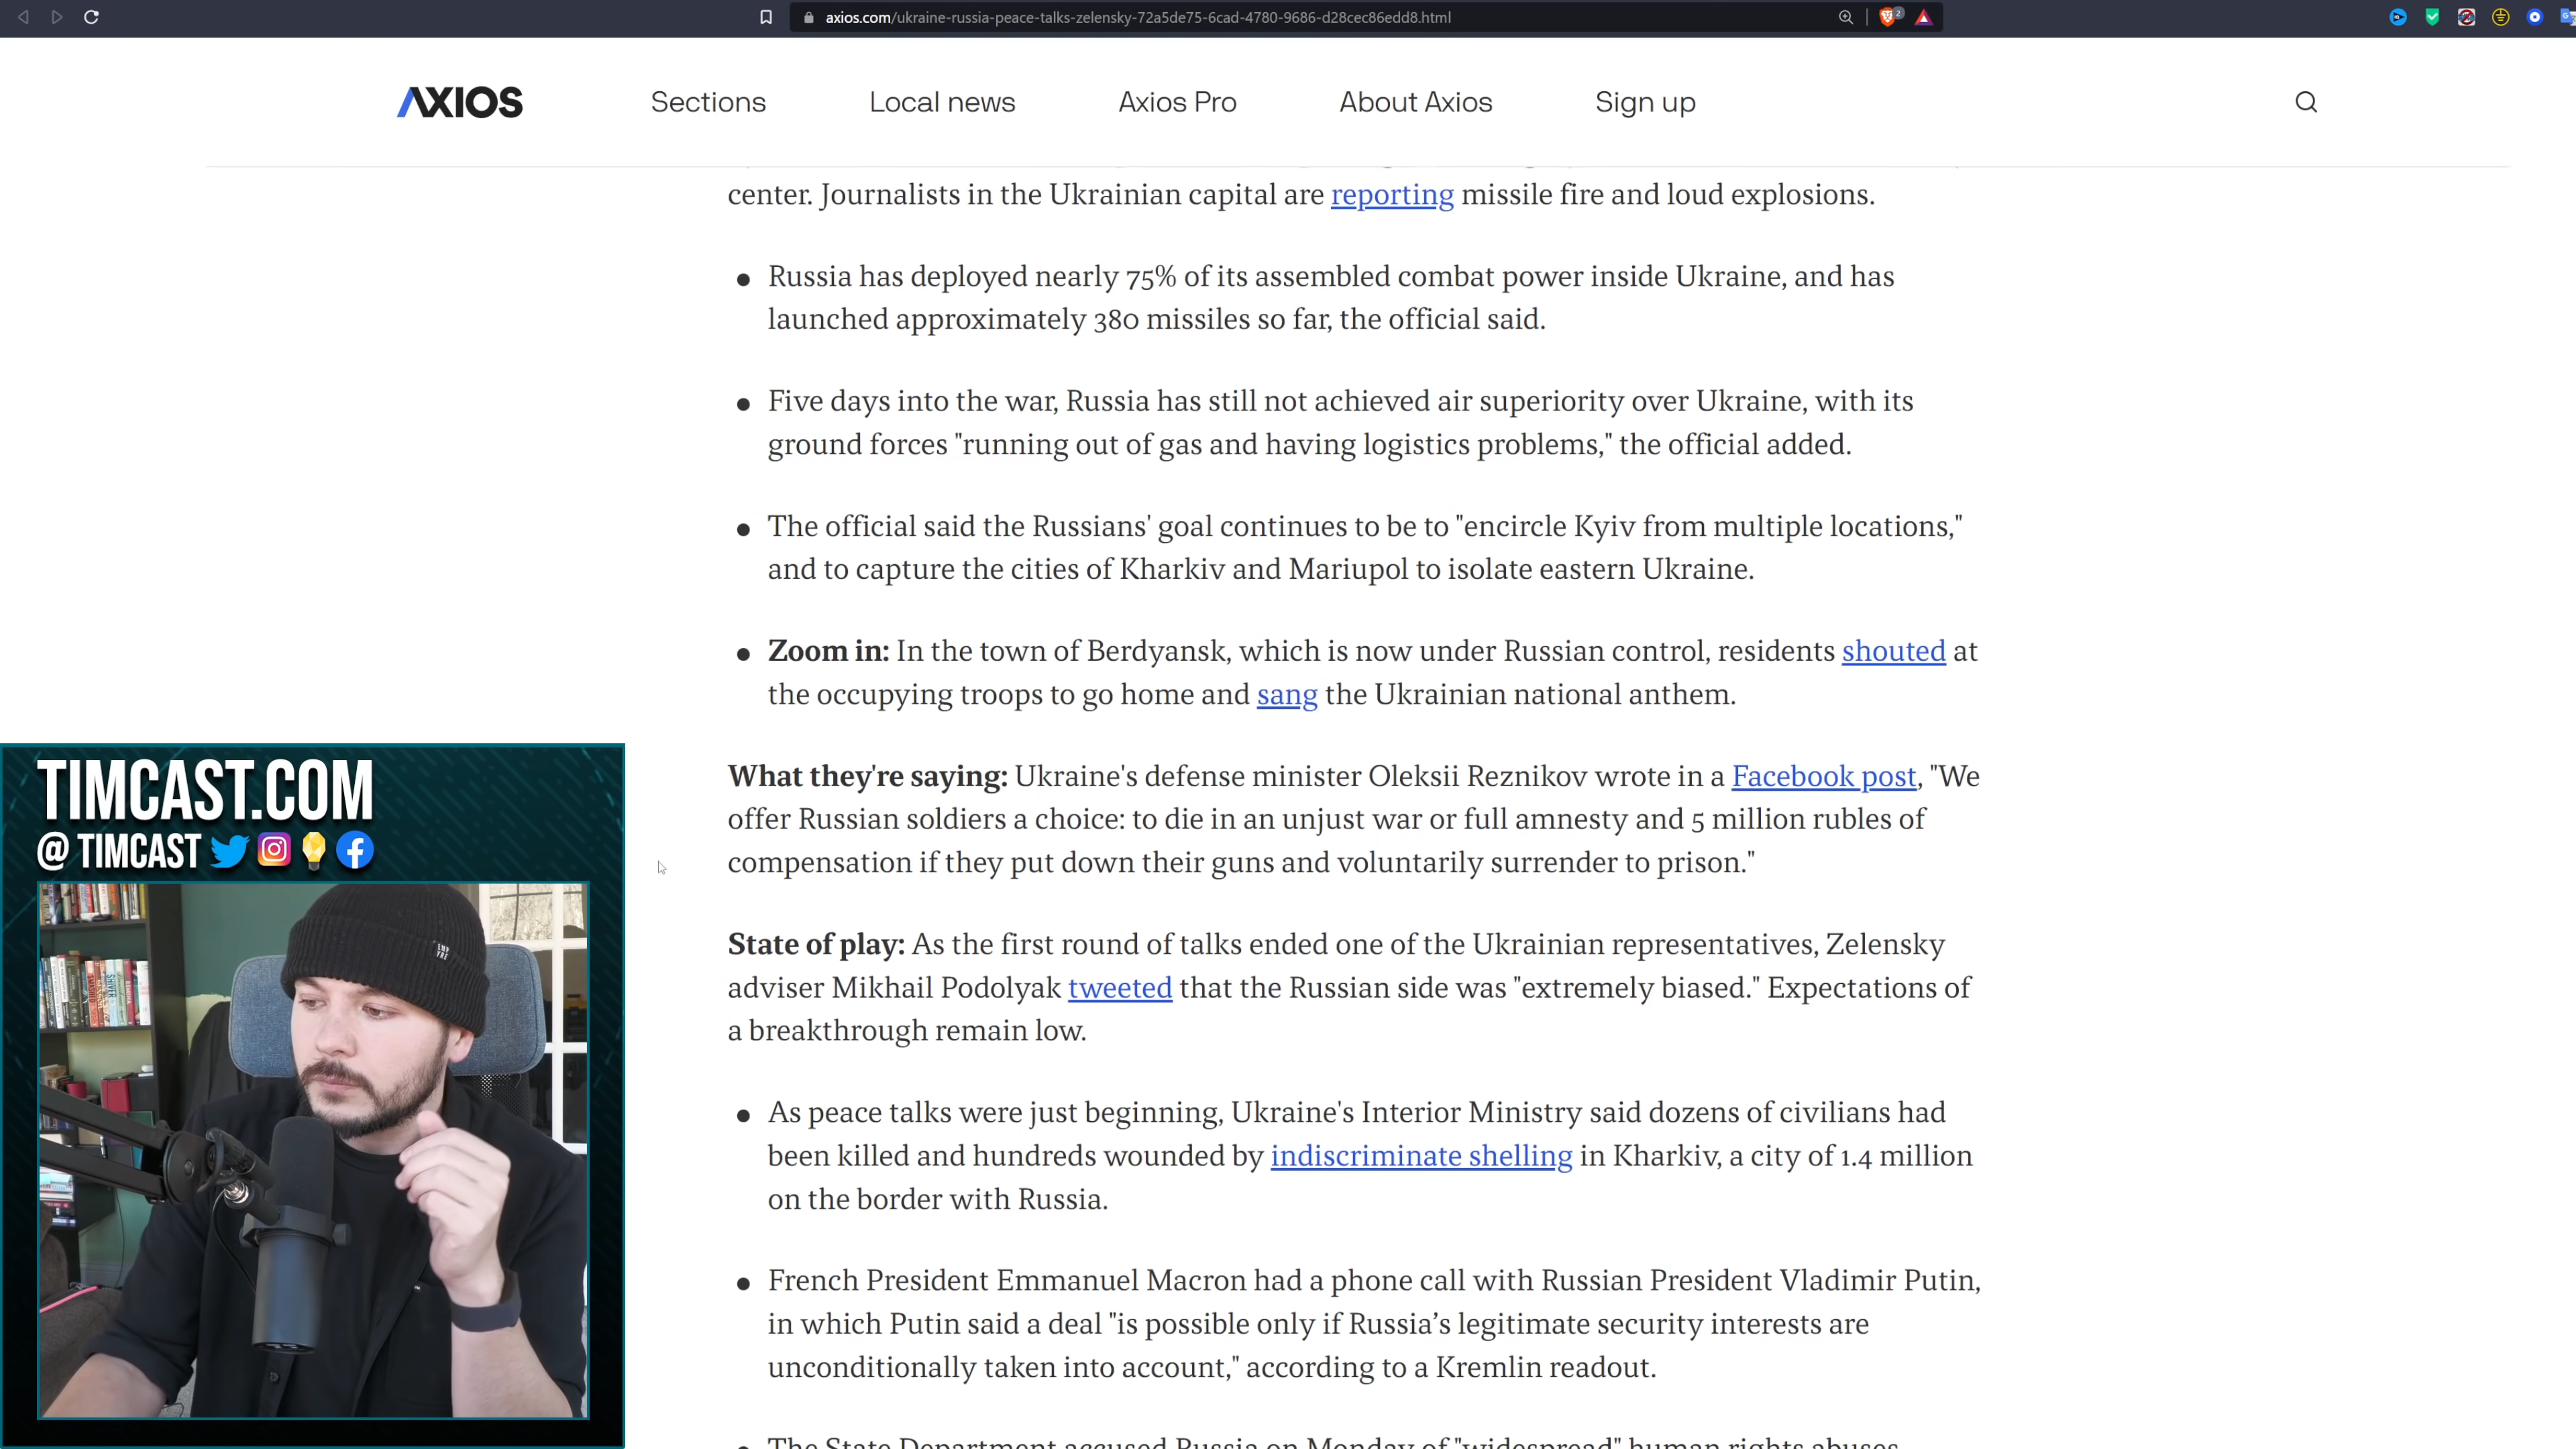 axios.com/ukraine-russia-peace-talks-zelensky-72a5de75-6cad-4780-9686-d28cec86edd8.html
2
AXIOS
Sections
Local news
Axios Pro
About Axios
Sign up
center. Journalists in the Ukrainian capital are reporting missile fire and loud explosions.
Russia has deployed nearly 75% of its assembled combat power inside Ukraine, and has
launched approximately 380 missiles so far, the official said.
Five days into the war, Russia has still not achieved air superiority over Ukraine, with its
ground forces "running out of gas and having logistics problems," the official added.
The official said the Russians' goal continues to be to "encircle Kyiv from multiple locations,"
and to capture the cities of Kharkiv and Mariupol to isolate eastern Ukraine.
Zoom in: In the town of Berdyansk, which is now under Russian control, residents shouted at
the occupying troops to go home and sang the Ukrainian national anthem.
What they're saying: Ukraine's defense minister Oleksii Reznikov wrote in a Facebook post, "We
offer Russian soldiers a choice: to die in an unjust war or full amnesty and 5 million rubles of
compensation if they put down their guns and voluntarily surrender to prison."
State of play: As the first round of talks ended one of the Ukrainian representatives, Zelensky
adviser Mikhail Podolyak tweeted that the Russian side was "extremely biased." Expectations of
a breakthrough remain low.
As peace talks were just beginning, Ukraine's Interior Ministry said dozens of civilians had
been killed and hundreds wounded by indiscriminate shelling in Kharkiv, a city of 1.4 million
on the border with Russia.
French President Emmanuel Macron had a phone call with Russian President Vladimir Putin,
in which Putin said a deal "is possible only if Russia’s legitimate security interests are
unconditionally taken into account," according to a Kremlin readout.
The State Department accused Russia on Monday of "widespread" human rights abuses
TIMCAST.COM
@ TIMCAST